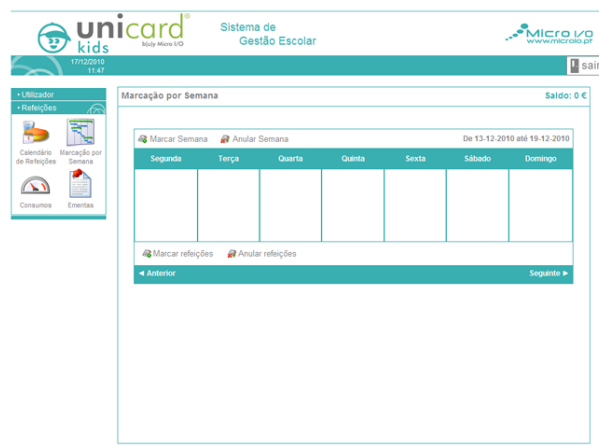 unicard®
kids
b|u|y Micro I/O
Sistema de
Gestão Escolar
Micro I/O
www.microio.pt
17/12/2010
11:47
sair
• Utilizador
• Refeições
Calendário de Refeições
Marcação por Semana
Consumos
Ementas
Marcação por Semana
Saldo: 0 €
Marcar Semana
Anular Semana
De 13-12-2010 até 19-12-2010
Segunda
Terça
Quarta
Quinta
Sexta
Sábado
Domingo
Marcar refeições
Anular refeições
◄ Anterior
Seguinte ►